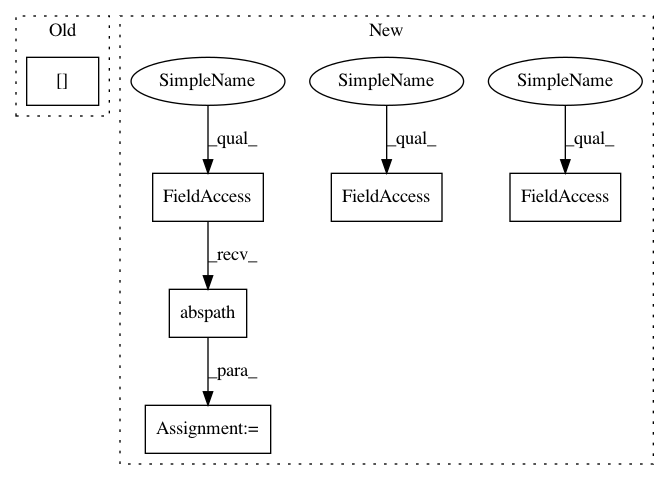 Old
New
[]
SimpleName
SimpleName
SimpleName
_qual_
_qual_
_qual_
FieldAccess
FieldAccess
FieldAccess
_recv_
abspath
_para_
Assignment:=